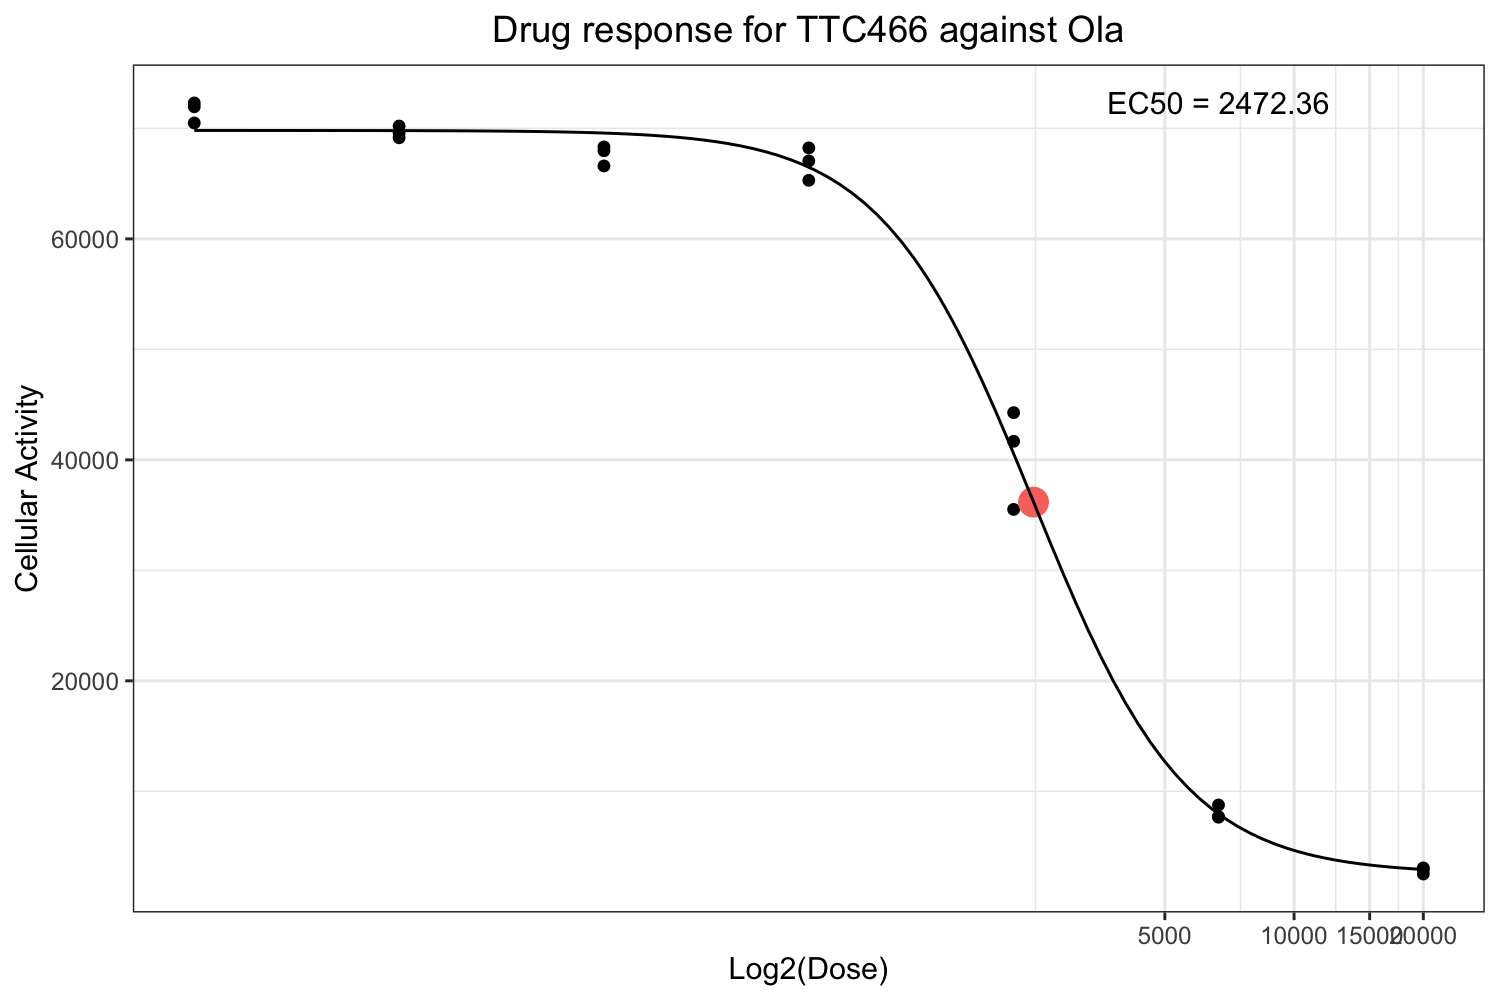 Drug response for TTC466 against Ola
EC50 = 2472.36
60000
40000
20000
Cellular Activity
5000 10000 15000 20000
Log2(Dose)